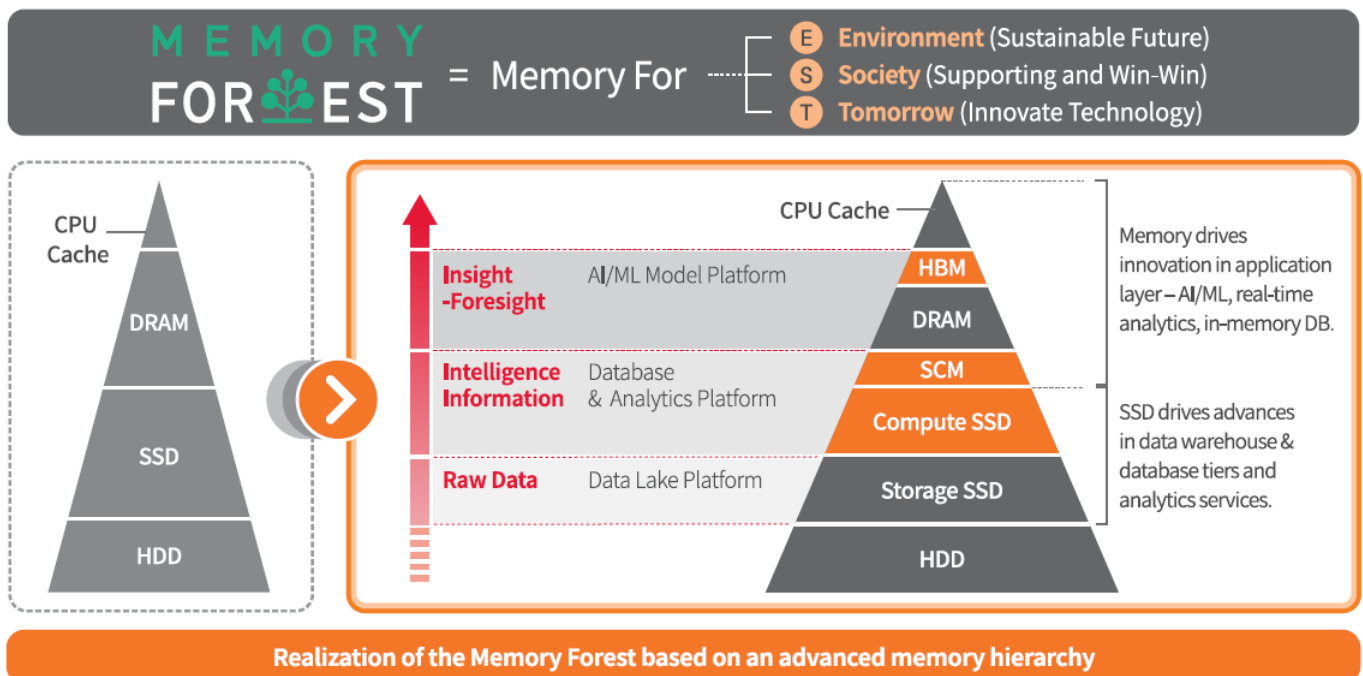 MEMORY
FOREST
= Memory For
E Environment (Sustainable Future)
S Society (Supporting and Win-Win)
T Tomorrow (Innovate Technology)
CPU
Cache
DRAM
SSD
HDD
Insight
-Foresight
AI/ML Model Platform
Intelligence
Information
Database
& Analytics Platform
Raw Data
Data Lake Platform
CPU Cache
HBM
DRAM
SCM
Compute SSD
Storage SSD
HDD
Memory drives
innovation in application
layer – AI/ML, real-time
analytics, in-memory DB.
SSD drives advances
in data warehouse &
database tiers and
analytics services.
Realization of the Memory Forest based on an advanced memory hierarchy